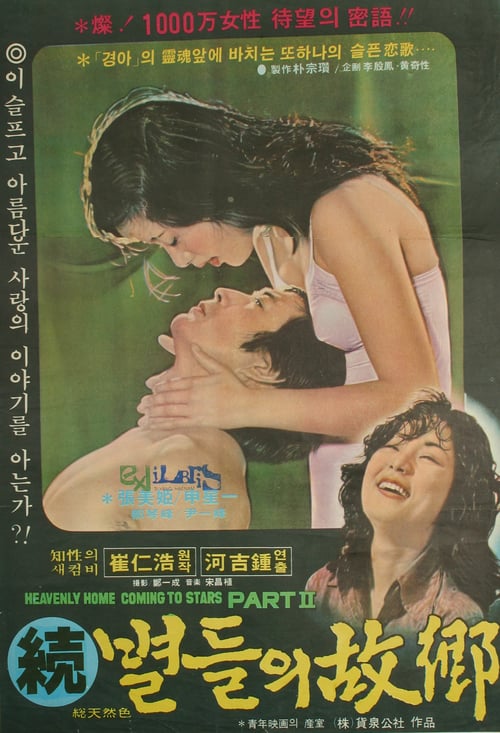 *燦! 1000万女性 待望의 密語!!
*「경아」의 靈魂앞에 바치는 또하나의 슬픈 恋歌····
●製作朴宗瓚/企劃李殷鳳·黄奇性
◎이 슬프고 아름다운 사랑의 이야기를 아는가?!
EX LiBRiS
*張美姬/申星一
知性의 새컴비
崔仁浩 원작
河吉鍾 연출
撮影 鄭一成 音楽 宋昌植
HEAVENLY HOME COMING TO STARS PART II
続 별들의 故鄕
総天然色
*青年映画의 産室 (株)貨泉公社 作品